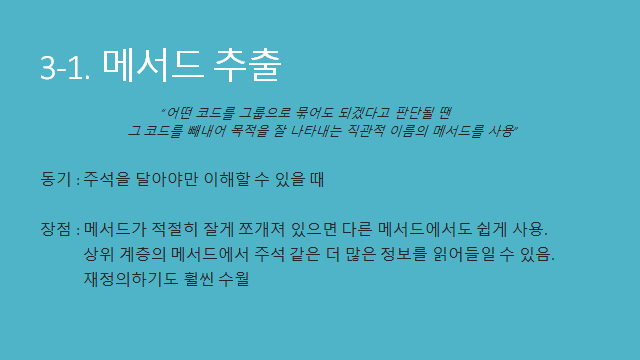 3-1. 메서드 추출
“어떤 코드를 그룹으로 묶어도 되겠다고 판단될 땐
그 코드를 빼내어 목적을 잘 나타내는 직관적 이름의 메서드를 사용”
동기 : 주석을 달아야만 이해할 수 있을 때
장점 : 메서드가 적절히 잘게 쪼개져 있으면 다른 메서드에서도 쉽게 사용.
상위 계층의 메서드에서 주석 같은 더 많은 정보를 읽어들일 수 있음.
재정의하기도 훨씬 수월